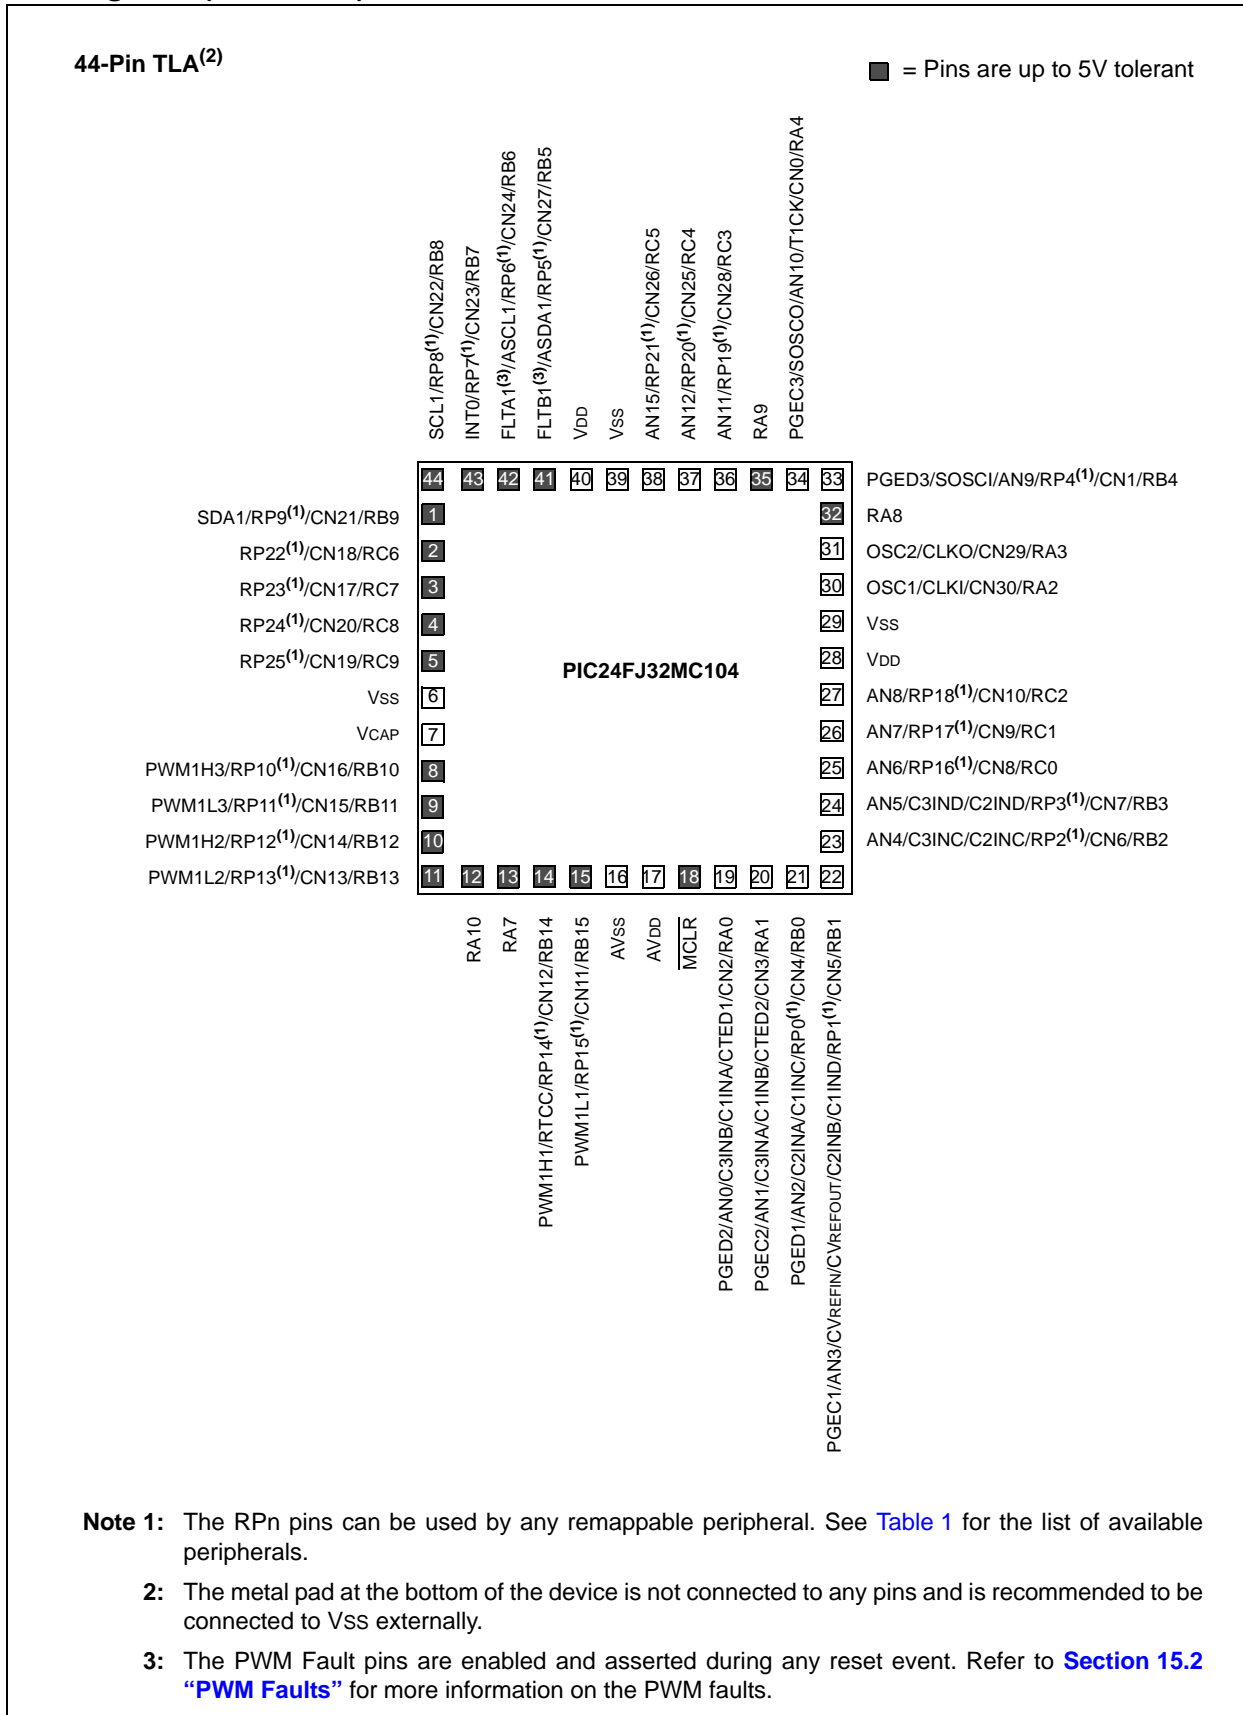 44-Pin TLA(2)
= Pins are up to 5V tolerant
SCL1/RP8(1)/CN22/RB8
INT0/RP7(1)/CN23/RB7
FLTA1(3)/ASCL1/RP6(1)/CN24/RB6
FLTB1(3)/ASDA1/RP5(1)/CN27/RB5
VDD
VSS
AN15/RP21(1)/CN26/RC5
AN12/RP20(1)/CN25/RC4
AN11/RP19(1)/CN28/RC3
RA9
PGEC3/SOSCO/AN10/T1CK/CN0/RA4
44 43 42 41 40 39 38 37 36 35 34 33 PGED3/SOSCI/AN9/RP4(1)/CN1/RB4
SDA1/RP9(1)/CN21/RB9 1 32 RA8
RP22(1)/CN18/RC6 2 31 OSC2/CLKO/CN29/RA3
RP23(1)/CN17/RC7 3 30 OSC1/CLKI/CN30/RA2
RP24(1)/CN20/RC8 4 29 VSS
RP25(1)/CN19/RC9 5 PIC24FJ32MC104 28 VDD
VSS 6 27 AN8/RP18(1)/CN10/RC2
VCAP 7 26 AN7/RP17(1)/CN9/RC1
PWM1H3/RP10(1)/CN16/RB10 8 25 AN6/RP16(1)/CN8/RC0
PWM1L3/RP11(1)/CN15/RB11 9 24 AN5/C3IND/C2IND/RP3(1)/CN7/RB3
PWM1H2/RP12(1)/CN14/RB12 10 23 AN4/C3INC/C2INC/RP2(1)/CN6/RB2
PWM1L2/RP13(1)/CN13/RB13 11 12 13 14 15 16 17 18 19 20 21 22
RA10
RA7
PWM1H1/RTCC/RP14(1)/CN12/RB14
PWM1L1/RP15(1)/CN11/RB15
AVSS
AVDD
MCLR
PGED2/AN0/C3INB/C1INA/CTED1/CN2/RA0
PGEC2/AN1/C3INA/C1INB/CTED2/CN3/RA1
PGED1/AN2/C2INA/C1INC/RP0(1)/CN4/RB0
PGEC1/AN3/CVREFIN/CVREFOUT/C2INB/C1IND/RP1(1)/CN5/RB1
Note 1: The RPn pins can be used by any remappable peripheral. See Table 1 for the list of available
peripherals.
2: The metal pad at the bottom of the device is not connected to any pins and is recommended to be
connected to VSS externally.
3: The PWM Fault pins are enabled and asserted during any reset event. Refer to Section 15.2
“PWM Faults” for more information on the PWM faults.